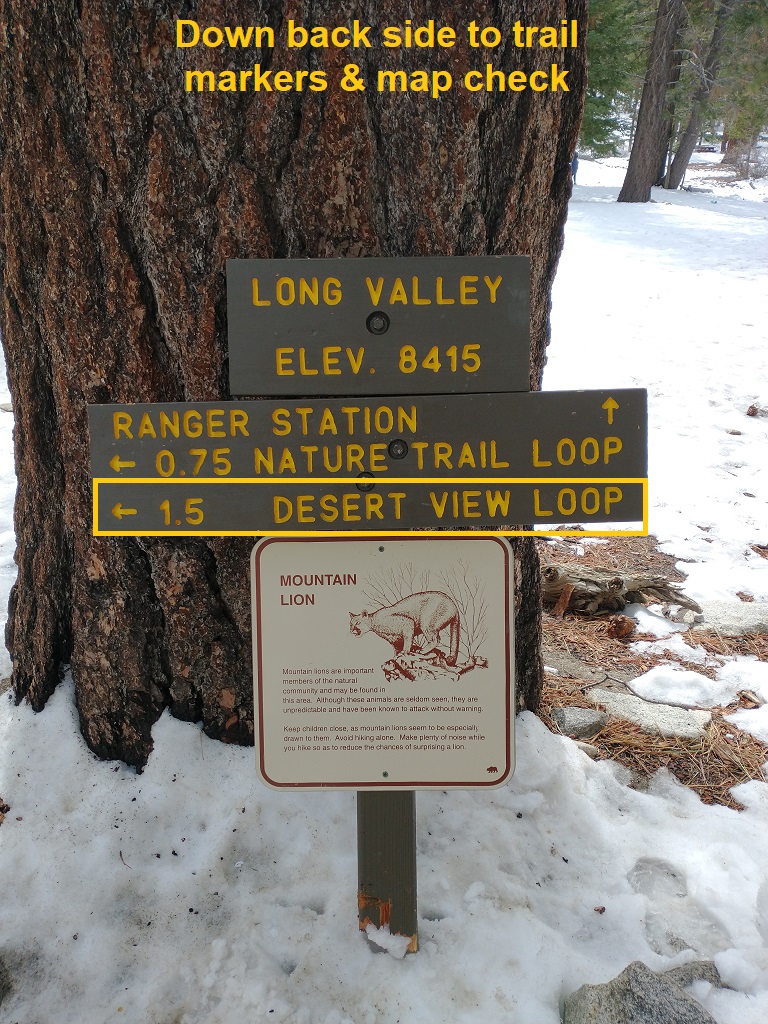 Down back side to trail
markers & map check
LONG VALLEY
ELEV. 8415
RANGER STATION ↑
← 0.75 NATURE TRAIL LOOP
← 1.5 DESERT VIEW LOOP
MOUNTAIN
LION
Mountain lions are important
members of the natural
community and may be found in
this area. Although these animals are seldom seen, they are
unpredictable and have been known to attack without warning.
Keep children close, as mountain lions seem to be especially
drawn to them. Avoid hiking alone. Make plenty of noise while
you hike so as to reduce the chances of surprising a lion.